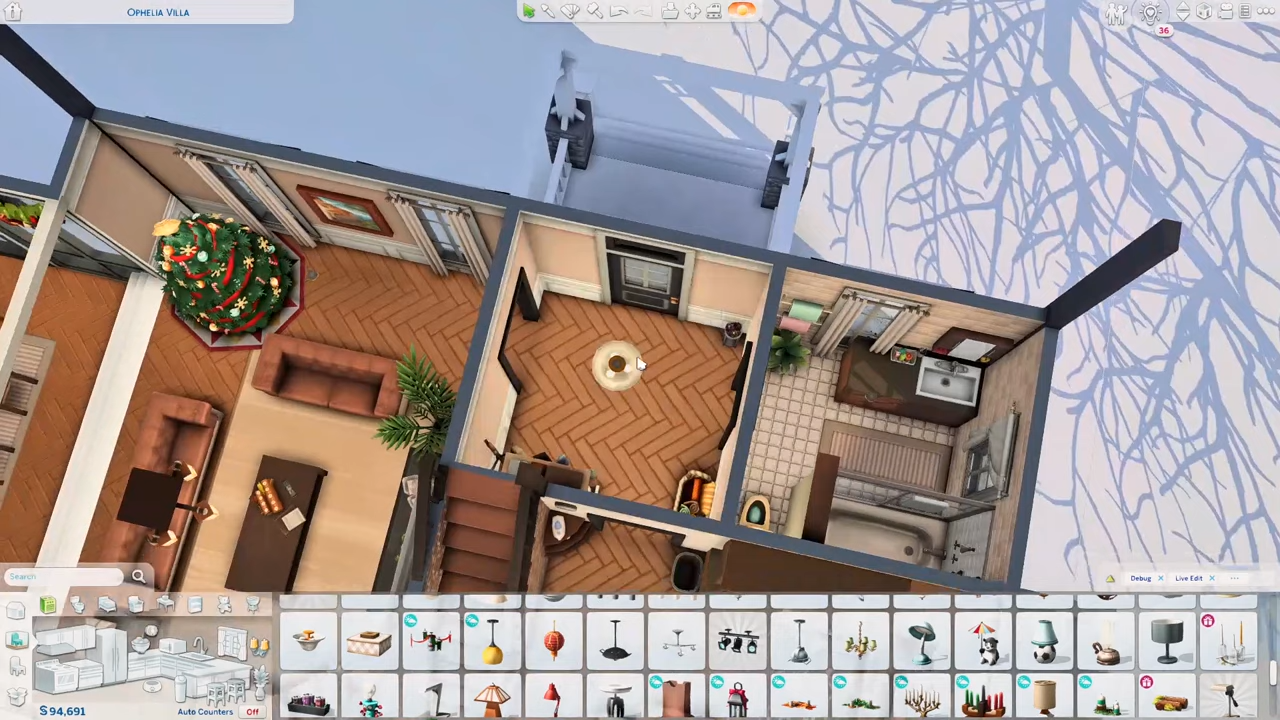 OPHELIA VILLA
36
Search
Debug
Live Edit
$94,691
Auto Counters
Off